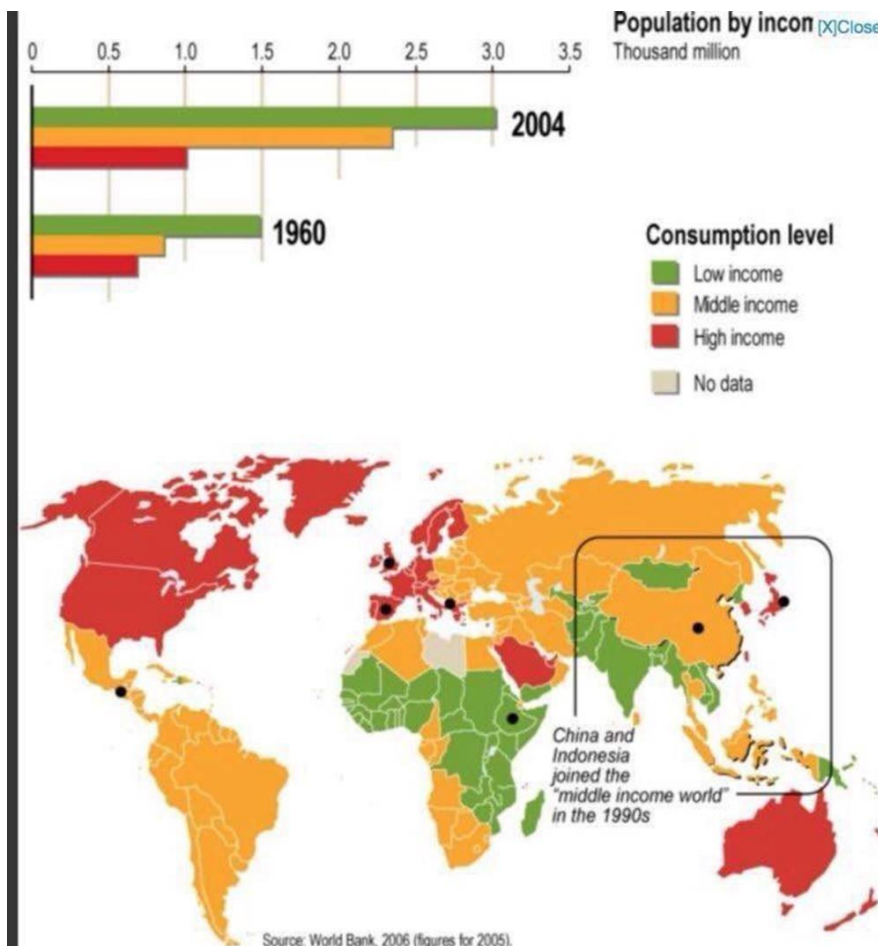 Population by incom [X]Close
Thousand million
0 0.5 1.0 1.5 2.0 2.5 3.0 3.5
2004
1960
Consumption level
Low income
Middle income
High income
No data
China and
Indonesia
joined the
"middle income world"
in the 1990s
Source: World Bank, 2006 (figures for 2005).